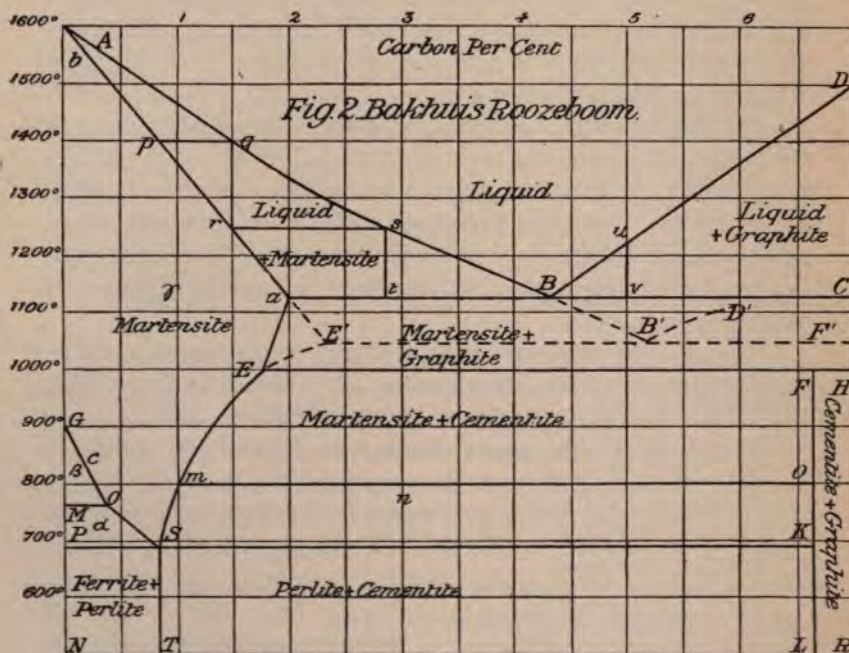 1 2 3 4 5 6
1600° A Carbon Per Cent
b
1500° D
Fig. 2. Bakhuis Roozeboom.
1400° p q
1300° Liquid
r Liquid s u Liquid
1200° +Martensite +Graphite
a t B v C
1100° γ E' B' D'
Martensite Martensite+ F'
Graphite
1000° E F H
900° G Martensite+Cementite
c
800° β m O
O n
M α
700° P S K
Cementite+Graphite
600° Ferrite+ Perlite+Cementite
Perlite
N T L R